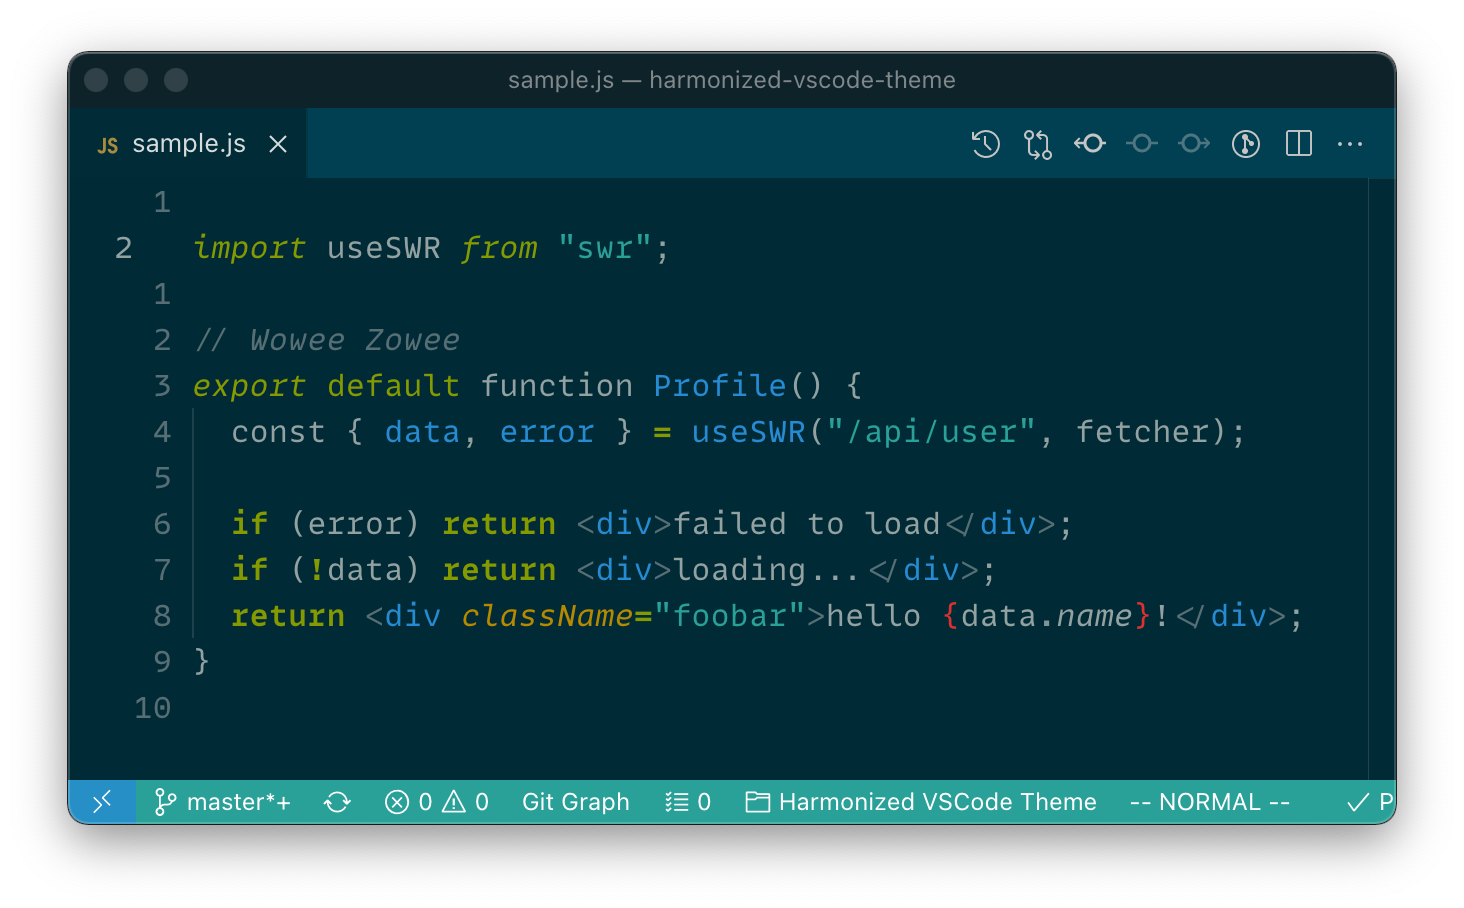 sample.js — harmonized-vscode-theme
JS sample.js
1
2 import useSWR from "swr";
1
2 // Wowee Zowee
3 export default function Profile() {
4 const { data, error } = useSWR("/api/user", fetcher);
5
6 if (error) return <div>failed to load</div>;
7 if (!data) return <div>loading...</div>;
8 return <div className="foobar">hello {data.name}!</div>;
9 }
10
master*+ 0 0 Git Graph 0 Harmonized VSCode Theme -- NORMAL -- P